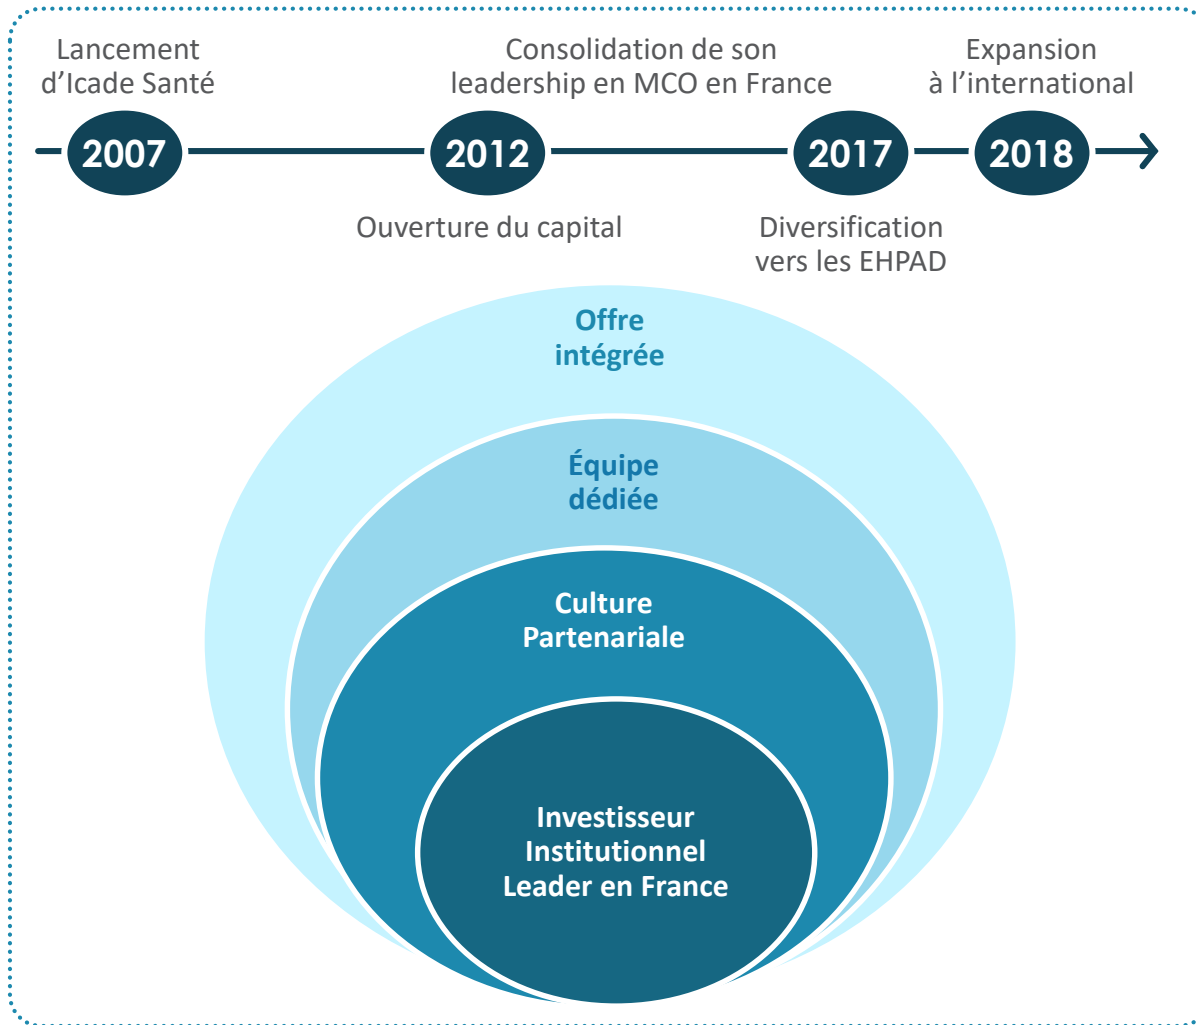 Lancement
d’Icade Santé
Consolidation de son
leadership en MCO en France
Expansion
à l’international
2007
2012
2017
2018
Ouverture du capital
Diversification
vers les EHPAD
Offre
intégrée
Équipe
dédiée
Culture
Partenariale
Investisseur
Institutionnel
Leader en France